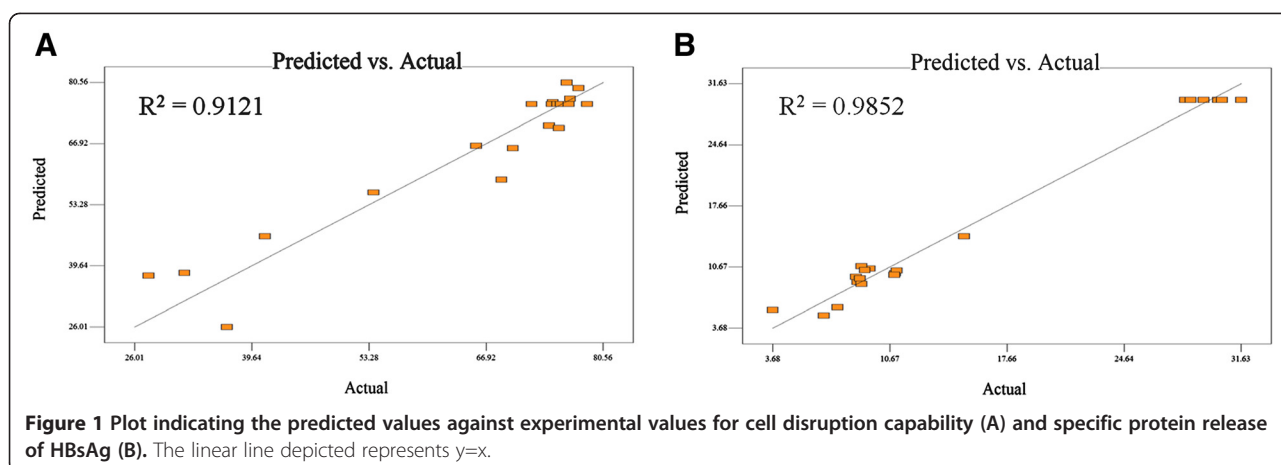 A
Predicted vs. Actual
R² = 0.9121
80.56
66.92
53.28
39.64
26.01
Predicted
26.01 39.64 53.28 66.92 80.56
Actual
B
Predicted vs. Actual
R² = 0.9852
31.63
24.64
17.66
10.67
3.68
Predicted
3.68 10.67 17.66 24.64 31.63
Actual
Figure 1 Plot indicating the predicted values against experimental values for cell disruption capability (A) and specific protein release
of HBsAg (B). The linear line depicted represents y=x.